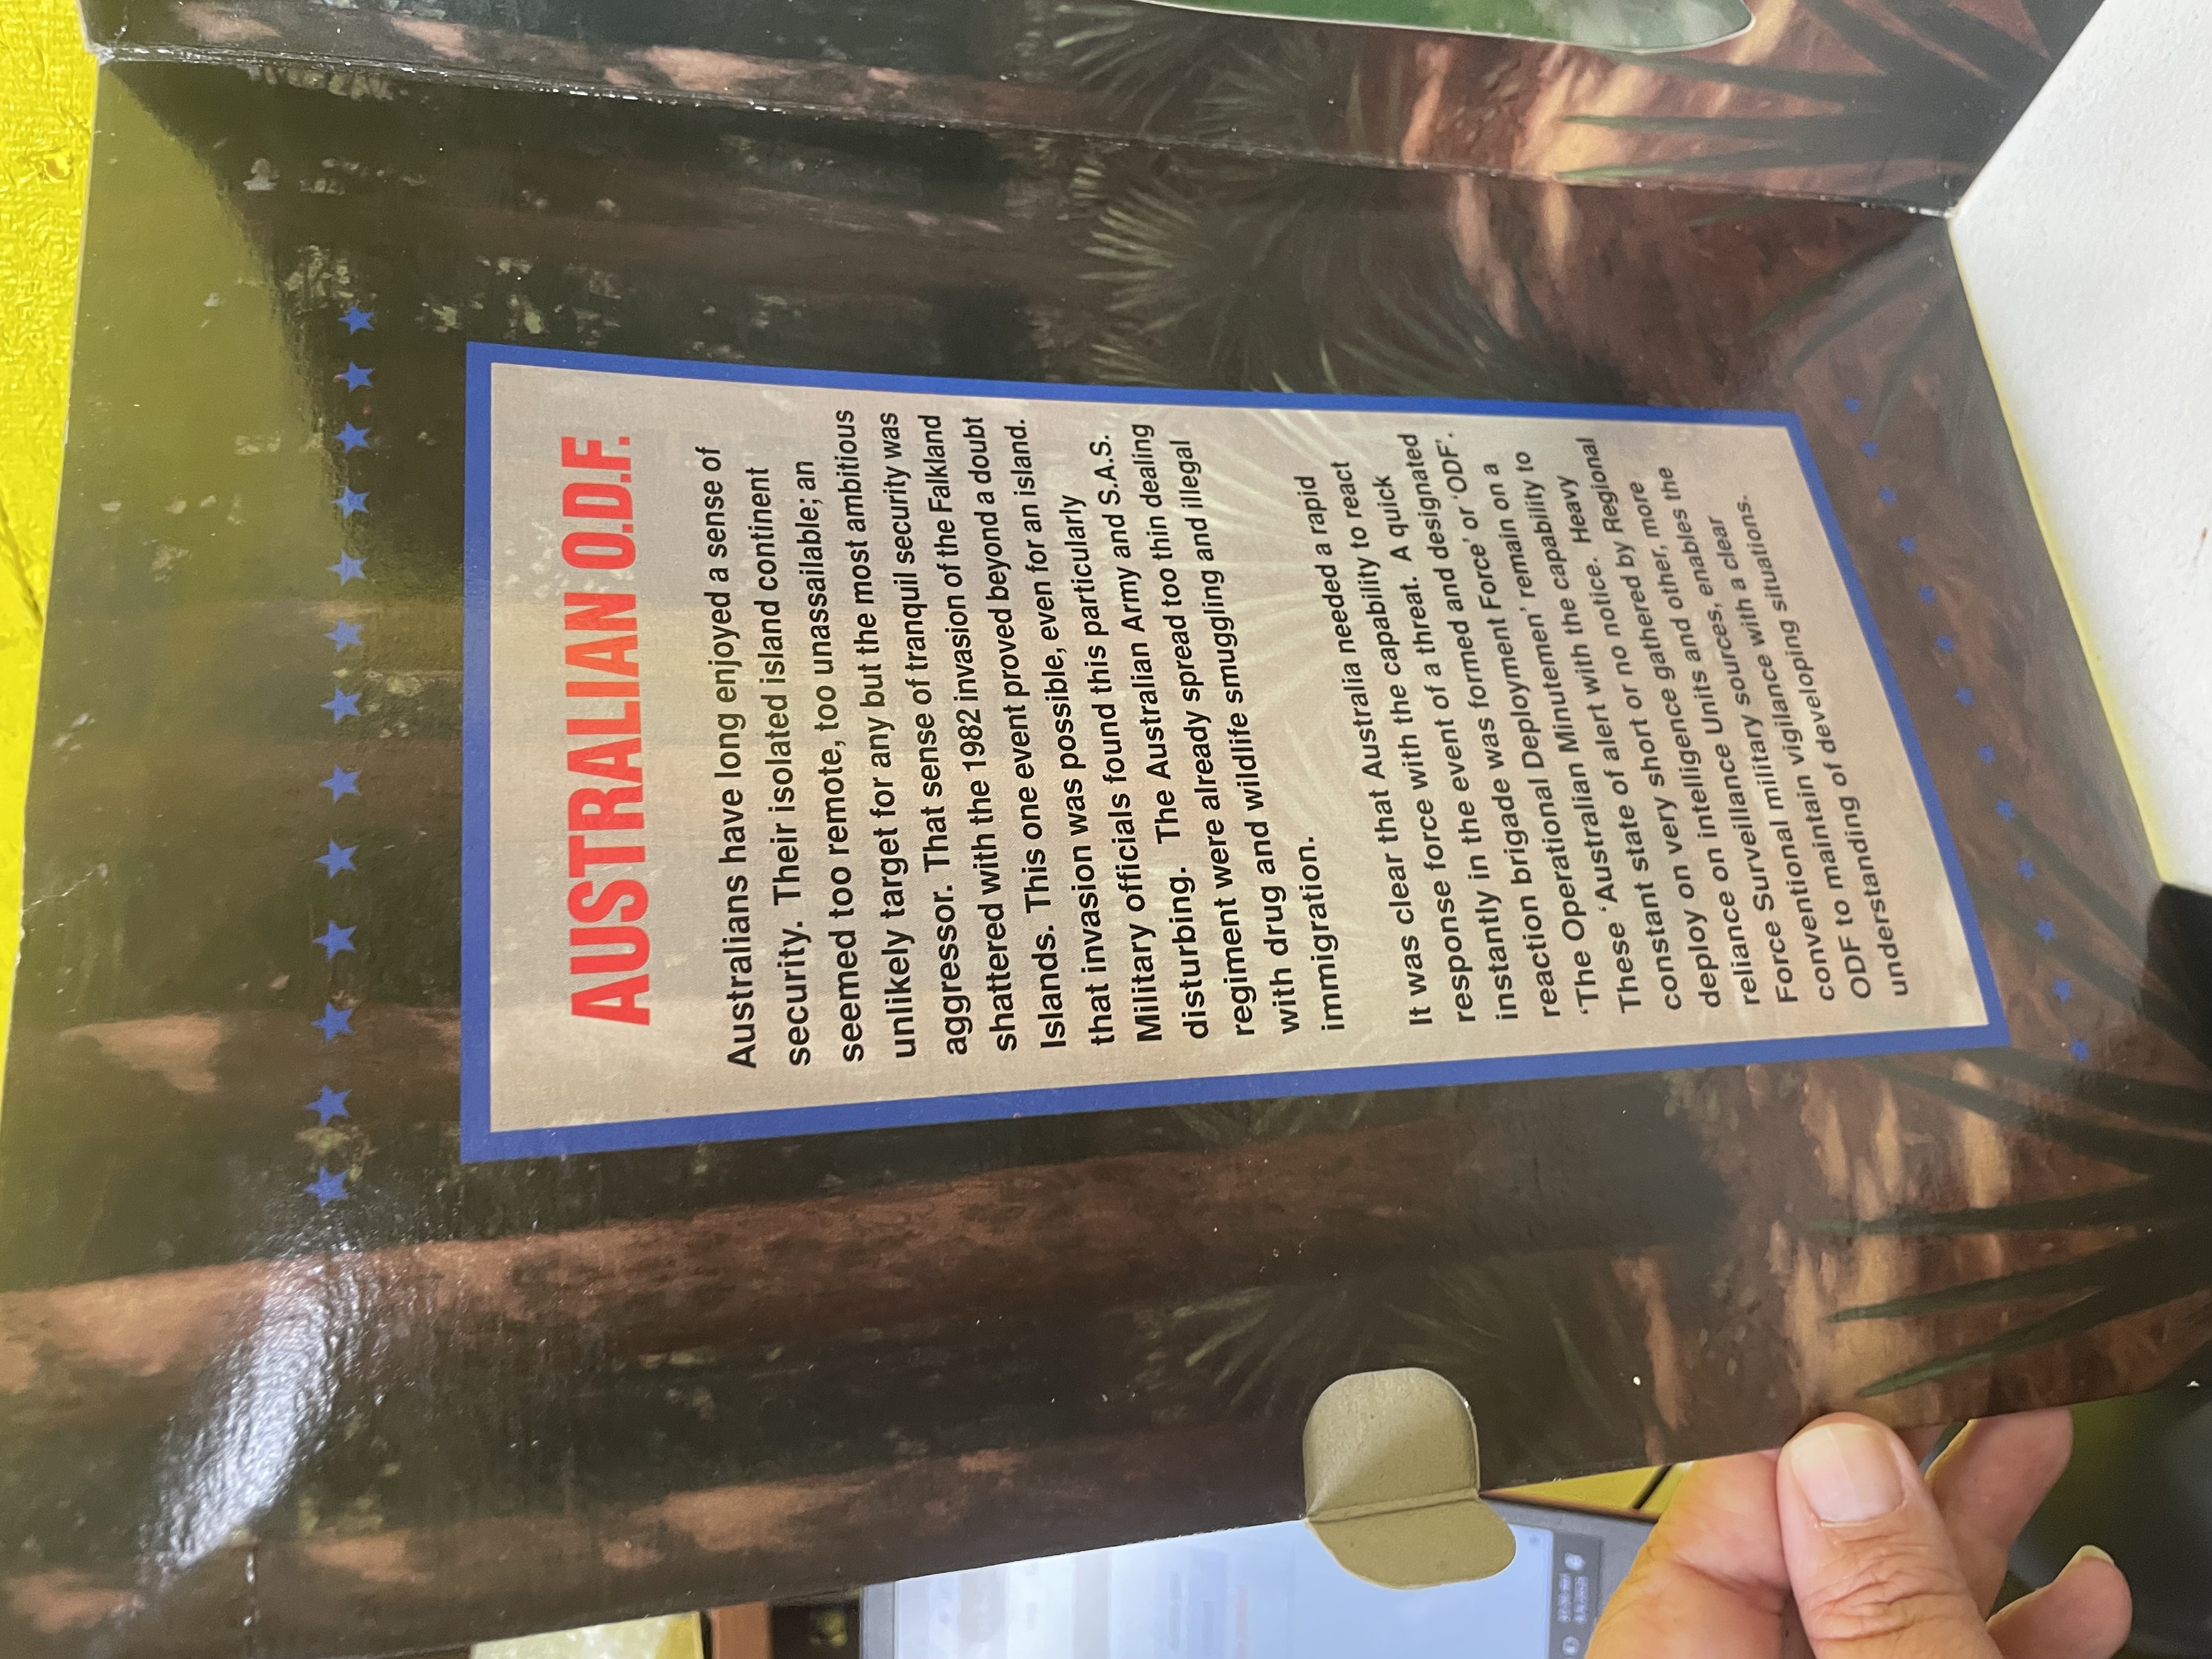 AUSTRALIAN O.D.F.
Australians have long enjoyed a sense of
security. Their isolated island continent
seemed too remote, too unassailable; an
unlikely target for any but the most ambitious
aggressor. That sense of tranquil security was
shattered with the 1982 invasion of the Falkland
Islands. This one event proved beyond a doubt
that invasion was possible, even for an island.
Military officials found this particularly
disturbing. The Australian Army and S.A.S.
regiment were already spread too thin dealing
with drug and wildlife smuggling and illegal
immigration.
It was clear that Australia needed a rapid
response force with the capability to react
instantly in the event of a threat. A quick
reaction brigade was formed and designated
‘The Operational Deployment Force’ or ‘ODF’.
These ‘Australian Minutemen’ remain on a
constant state of alert with the capability to
deploy on very short or no notice. Heavy
reliance on intelligence gathered by Regional
Force Surveillance Units and other, more
conventional military sources, enables the
ODF to maintain vigilance with a clear
understanding of developing situations.